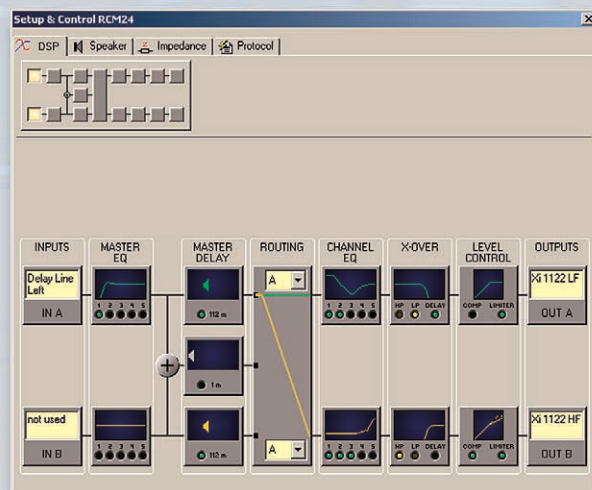 Setup & Control RCM24
DSP Speaker Impedance Protocol
INPUTS MASTER EQ MASTER DELAY ROUTING CHANNEL EQ X-OVER LEVEL CONTROL OUTPUTS
Delay Line Left
A
Xi 1122 LF
1 2 3 4 5
112 m
1 2 3 4 5
HP LP DELAY
COMP LIMITER
IN A
OUT A
+
1 m
not used
Xi 1122 HF
1 2 3 4 5
112 m
1 2 3 4 5
HP LP DELAY
COMP LIMITER
IN B
A
OUT B